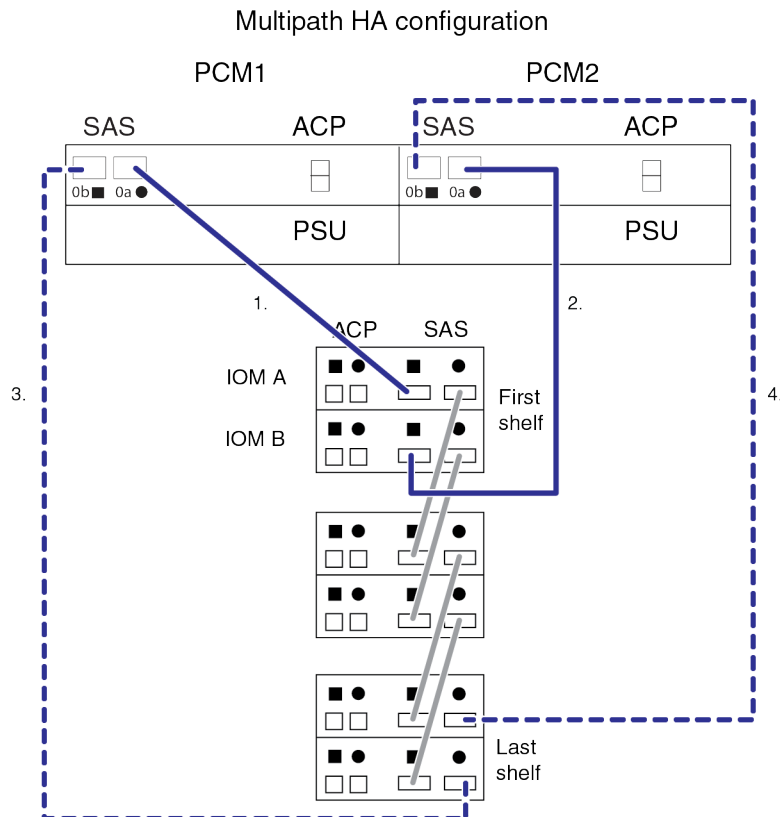 Multipath HA configuration
PCM1 PCM2
SAS ACP SAS ACP
0b 0a 0b 0a
PSU PSU
1. 2.
ACP SAS
IOM A
3. First 4.
shelf
IOM B
Last
shelf